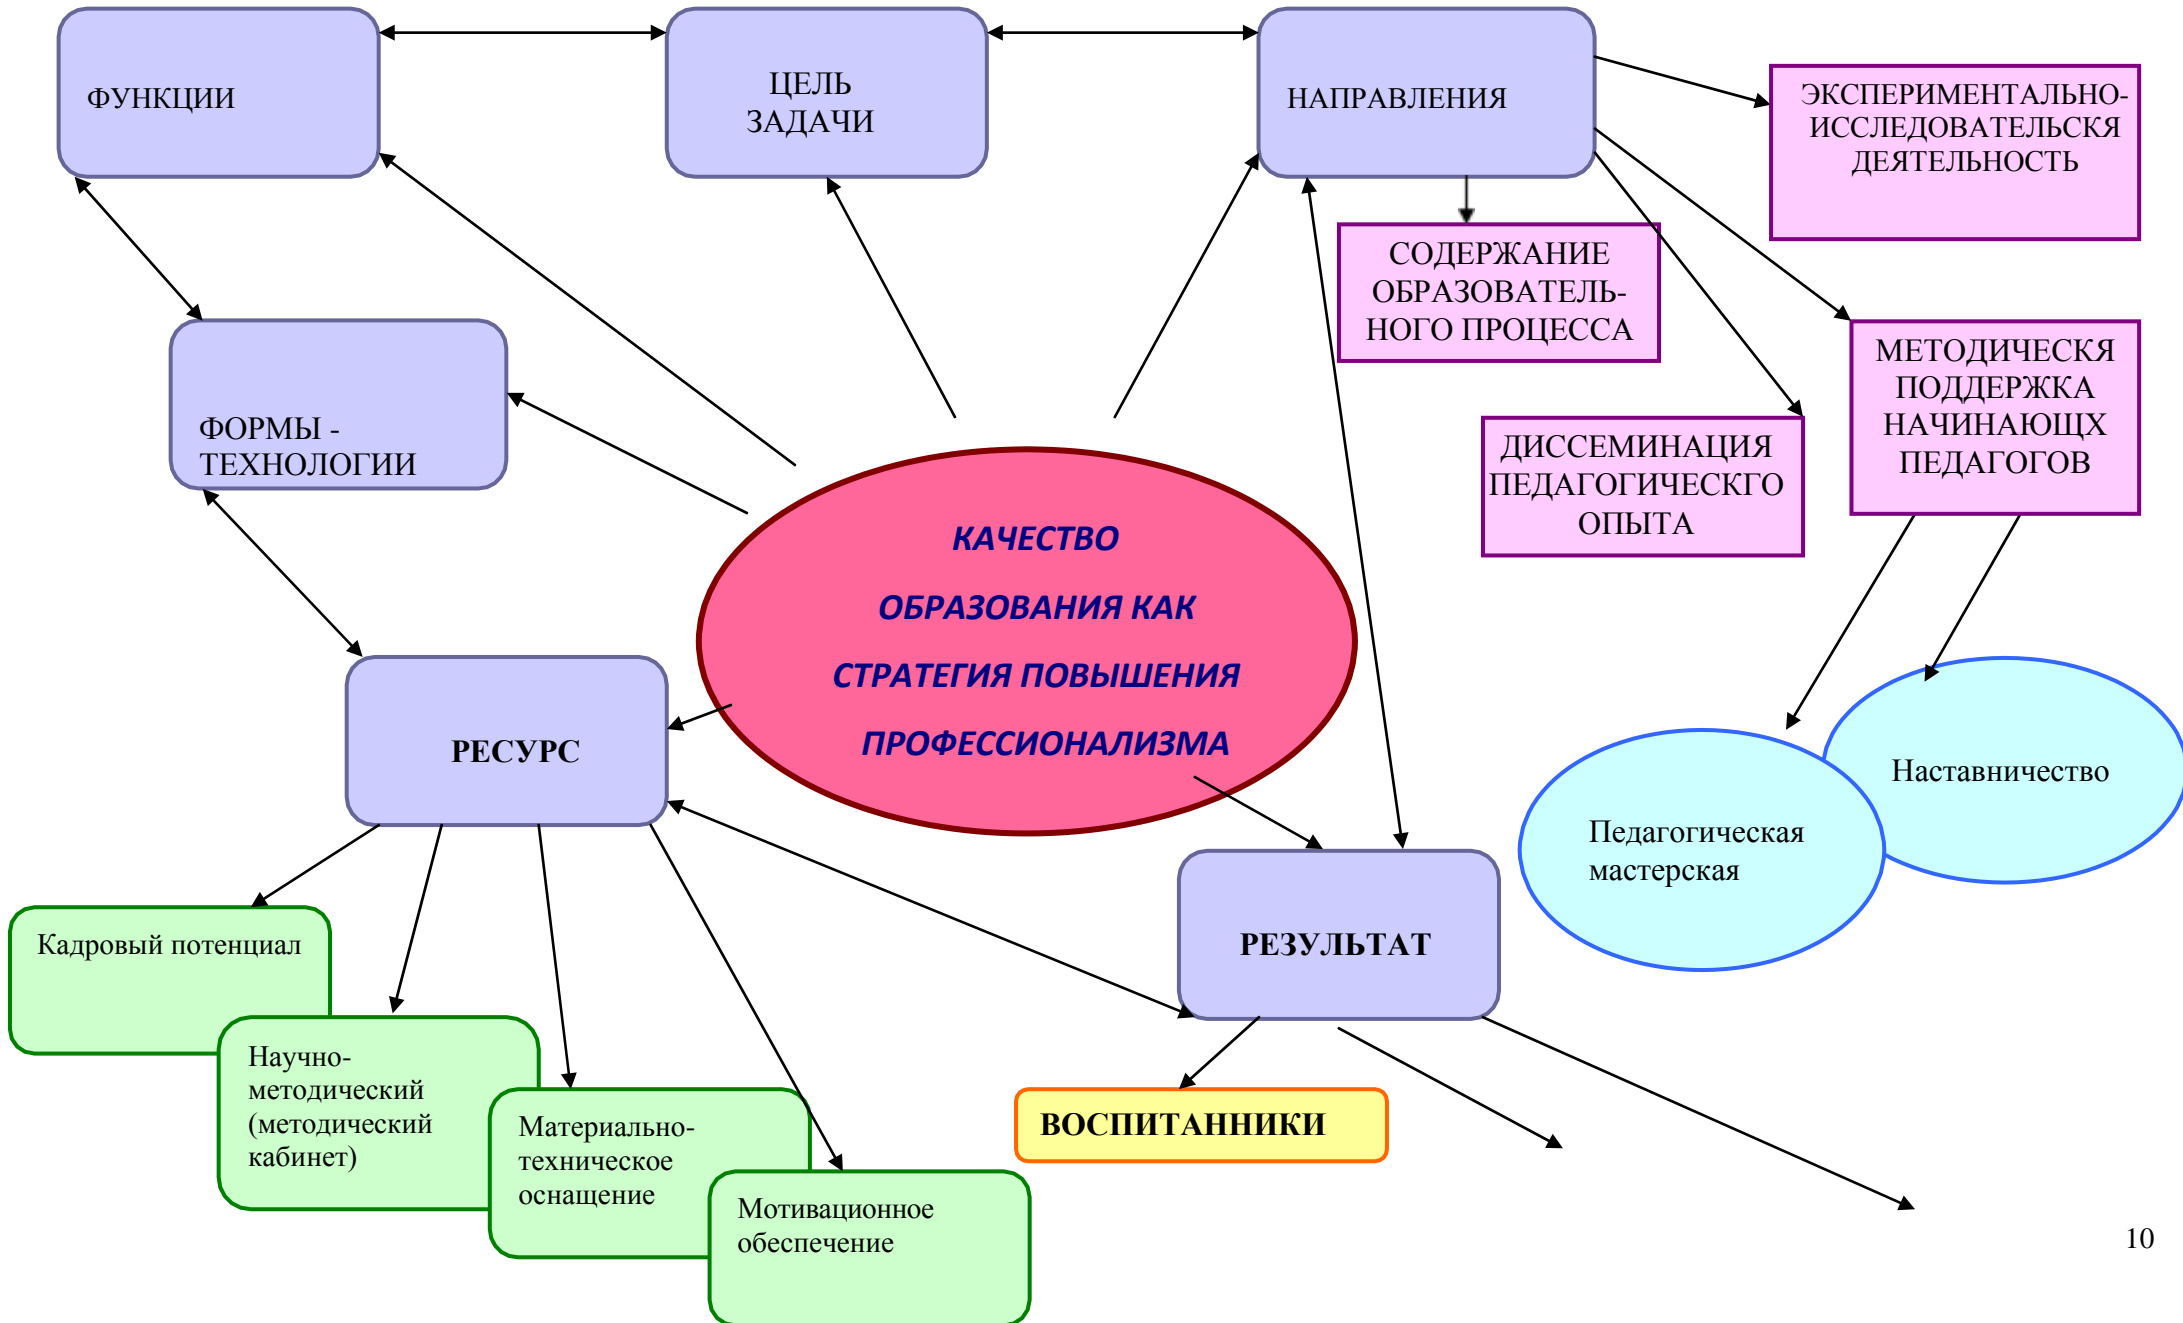 ФУНКЦИИ
ЦЕЛЬ
ЗАДАЧИ
НАПРАВЛЕНИЯ
ЭКСПЕРИМЕНТАЛЬНО-
ИССЛЕДОВАТЕЛЬСКЯ
ДЕЯТЕЛЬНОСТЬ
СОДЕРЖАНИЕ
ОБРАЗОВАТЕЛЬ-
НОГО ПРОЦЕССА
МЕТОДИЧЕСКЯ
ПОДДЕРЖКА
НАЧИНАЮЩХ
ПЕДАГОГОВ
ФОРМЫ -
ТЕХНОЛОГИИ
ДИССЕМИНАЦИЯ
ПЕДАГОГИЧЕСКГО
ОПЫТА
КАЧЕСТВО
ОБРАЗОВАНИЯ КАК
СТРАТЕГИЯ ПОВЫШЕНИЯ
ПРОФЕССИОНАЛИЗМА
РЕСУРС
Наставничество
Педагогическая
мастерская
РЕЗУЛЬТАТ
Кадровый потенциал
Научно-
методический
(методический
кабинет)
Материально-
техническое
оснащение
Мотивационное
обеспечение
ВОСПИТАННИКИ
10